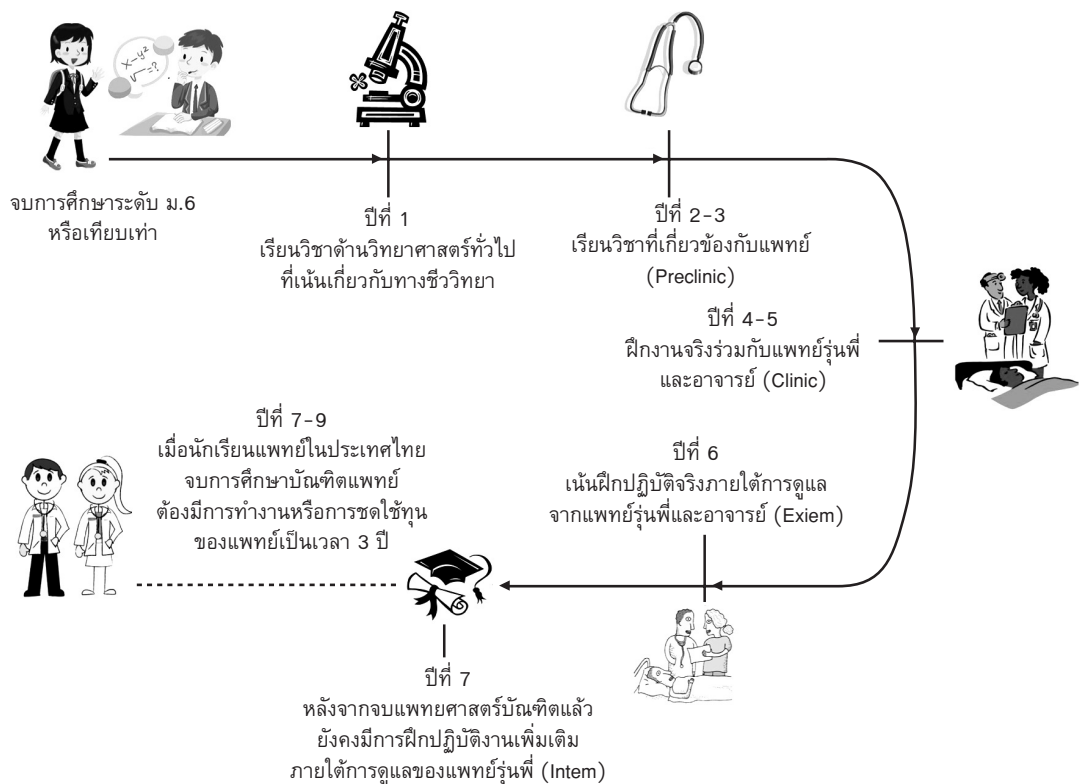 X-y²
√=?
จบการศึกษาระดับ ม.6
หรือเทียบเท่า
ปีที่ 1
เรียนวิชาด้านวิทยาศาสตร์ทั่วไป
ที่เน้นเกี่ยวกับทางชีววิทยา
ปีที่ 2-3
เรียนวิชาที่เกี่ยวข้องกับแพทย์
(Preclinic)
ปีที่ 4-5
ฝึกงานจริงร่วมกับแพทย์รุ่นพี่
และอาจารย์ (Clinic)
ปีที่ 6
เน้นฝึกปฏิบัติจริงภายใต้การดูแล
จากแพทย์รุ่นพี่และอาจารย์ (Exiem)
ปีที่ 7
หลังจากจบแพทยศาสตร์บัณฑิตแล้ว
ยังคงมีการฝึกปฏิบัติงานเพิ่มเติม
ภายใต้การดูแลของแพทย์รุ่นพี่ (Intem)
ปีที่ 7-9
เมื่อนักเรียนแพทย์ในประเทศไทย
จบการศึกษาบัณฑิตแพทย์
ต้องมีการทำงานหรือการชดใช้ทุน
ของแพทย์เป็นเวลา 3 ปี